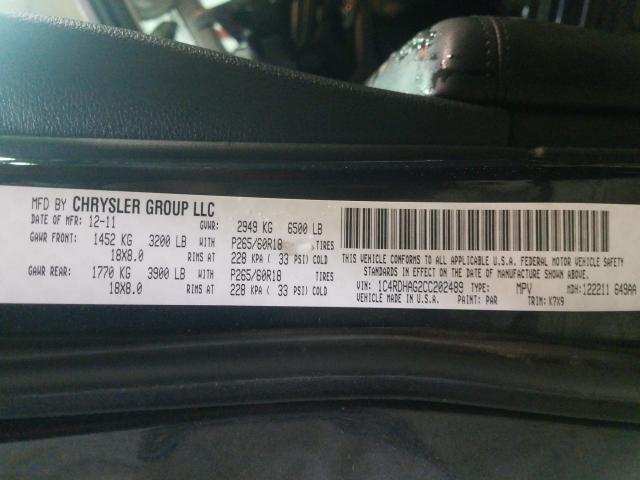 MFD BY CHRYSLER GROUP LLC
DATE OF MFR: 12-11 GVWR: 2949 KG 6500 LB
GAWR FRONT: 1452 KG 3200 LB WITH P265/60R18 TIRES
18X8.0 RIMS AT 228 KPA ( 33 PSI) COLD
GAWR REAR: 1770 KG 3900 LB WITH P265/60R18 TIRES
18X8.0 RIMS AT 228 KPA ( 33 PSI) COLD
THIS VEHICLE CONFORMS TO ALL APPLICABLE U.S.A. FEDERAL MOTOR VEHICLE SAFETY
STANDARDS IN EFFECT ON THE DATE OF MANUFACTURE SHOWN ABOVE.
VIN: 1C4RDHAG2CC202489 TYPE: MPV MDH: 122211 649AA
VEHICLE MADE IN U.S.A. PAINT: PAR TRIM: K7X9